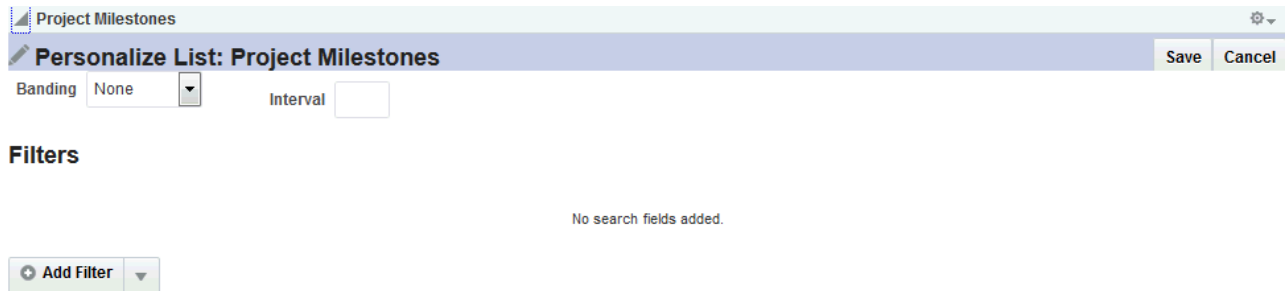 Project Milestones
Personalize List: Project Milestones Save Cancel
Banding None Interval
Filters
No search fields added.
Add Filter